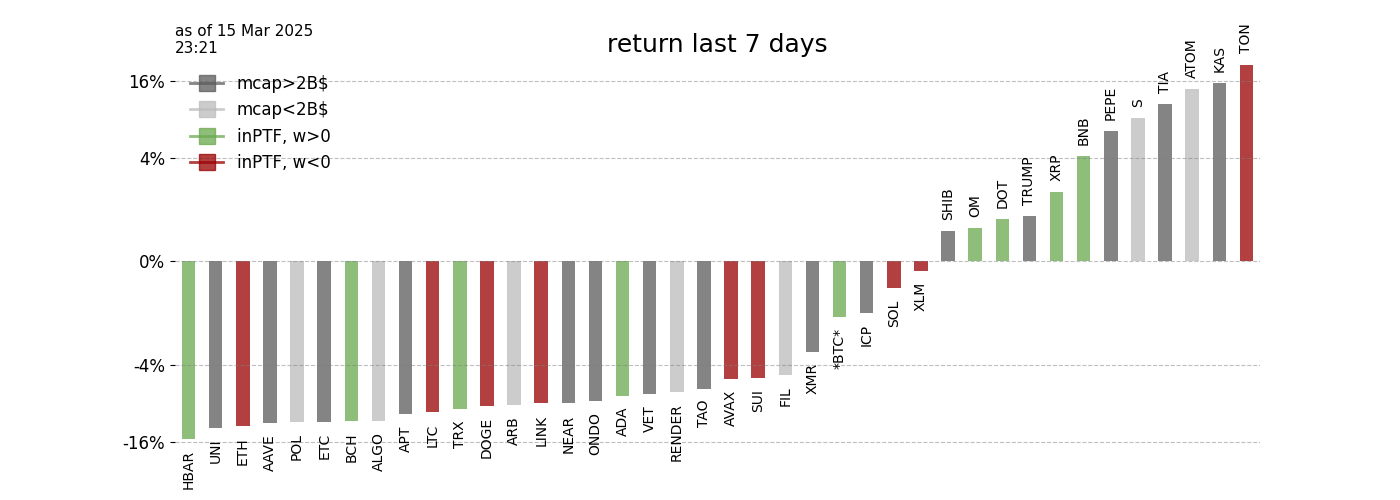 as of 15 Mar 2025
23:21
return last 7 days
mcap>2B$
mcap<2B$
inPTF, w>0
inPTF, w<0
16%
4%
0%
-4%
-16%
HBAR
UNI
ETH
AAVE
POL
ETC
BCH
ALGO
APT
LTC
TRX
DOGE
ARB
LINK
NEAR
ONDO
ADA
VET
RENDER
TAO
AVAX
SUI
FIL
XMR
*BTC*
ICP
SOL
XLM
SHIB
OM
DOT
TRUMP
XRP
BNB
PEPE
S
TIA
ATOM
KAS
TON